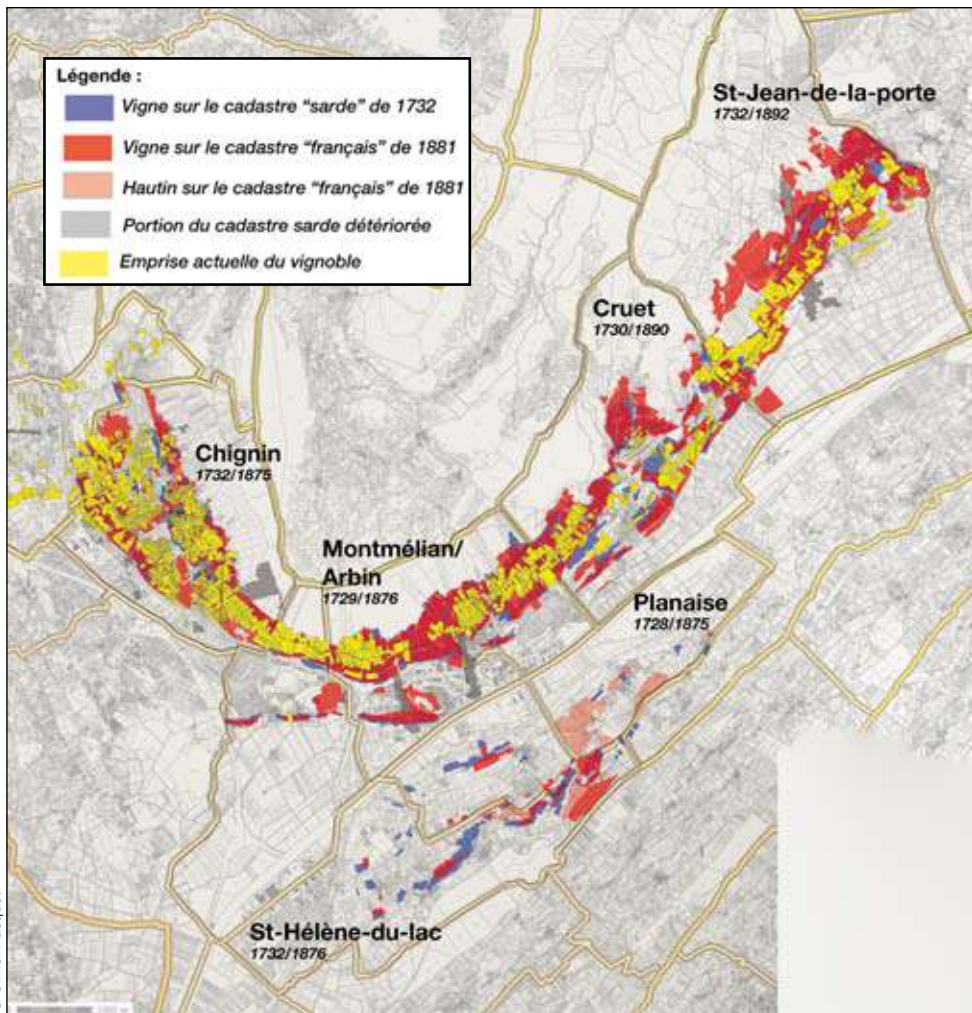 Légende :
Vigne sur le cadastre "sarde" de 1732
Vigne sur le cadastre "français" de 1881
Hautin sur le cadastre "français" de 1881
Portion du cadastre sarde détériorée
Emprise actuelle du vignoble
St-Jean-de-la-porte
1732/1892
Cruet
1730/1890
Chignin
1732/1875
Montmélian/
Arbin
1729/1876
Planaise
1728/1875
St-Hélène-du-lac
1732/1876